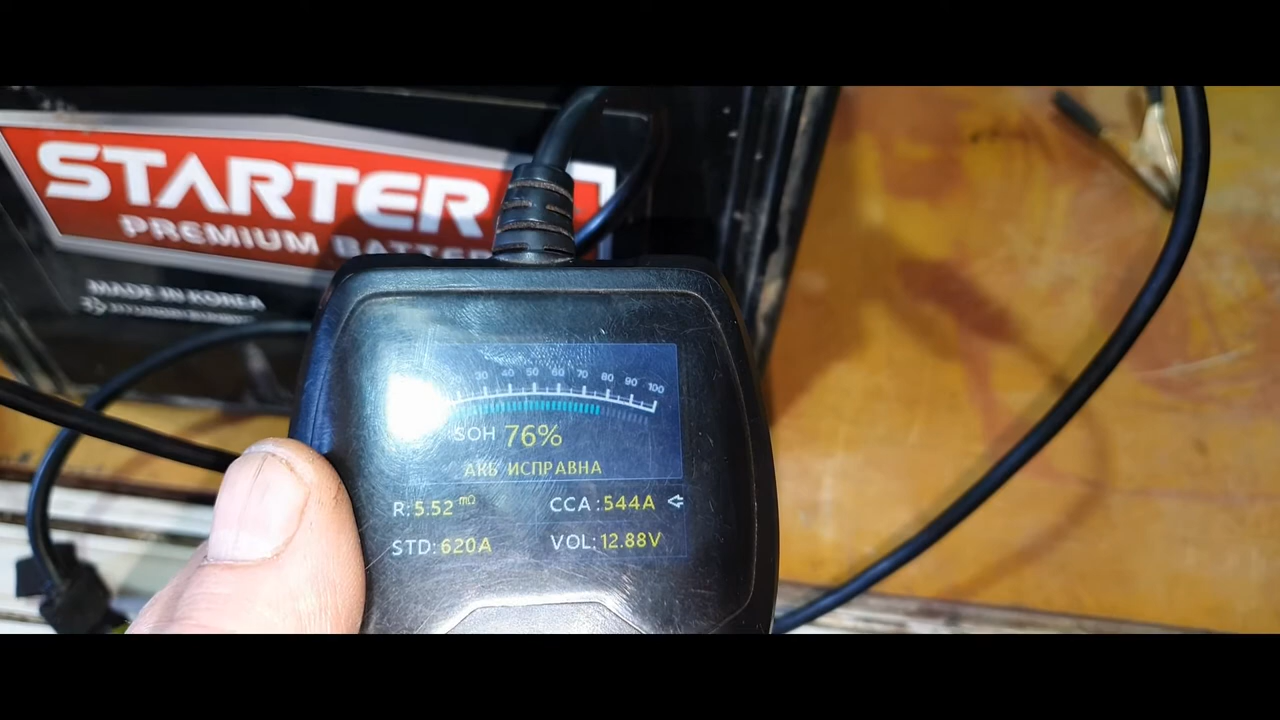 STARTER
PREMIUM
MADE IN KOREA
30 40 50 60 70 80 90 100
SOH 76%
АКБ ИСПРАВНА
R: 5.52 mΩ CCA: 544A
STD: 620A VOL: 12.88V